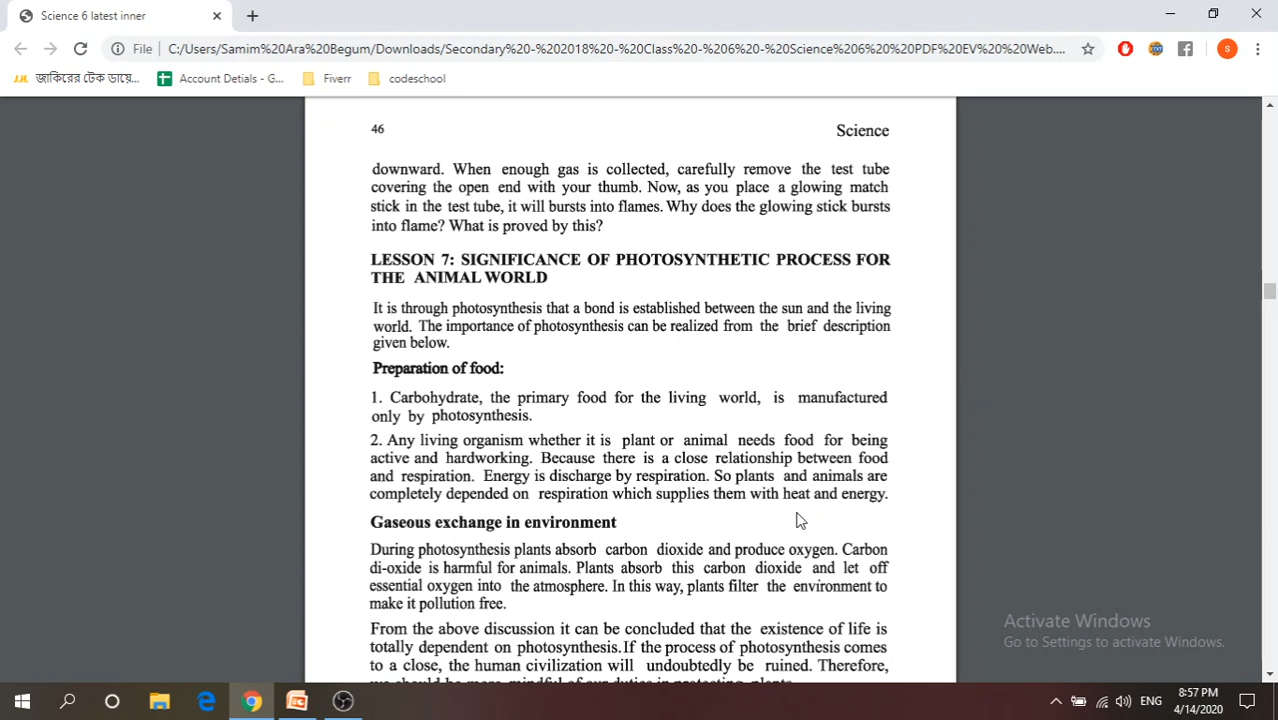 Science 6 latest inner
File C:/Users/Samim%20Ara%20Begum/Downloads/Secondary%20-%202018%20-%20Class%20-%206%20-%20Science%206%20%20PDF%20EV%20%20Web....
S
J.H. জাকিরের টেক ডায়ে... Account Detials - G... Fiverr codeschool
46 Science
downward. When enough gas is collected, carefully remove the test tube
covering the open end with your thumb. Now, as you place a glowing match
stick in the test tube, it will bursts into flames. Why does the glowing stick bursts
into flame? What is proved by this?
LESSON 7: SIGNIFICANCE OF PHOTOSYNTHETIC PROCESS FOR
THE ANIMAL WORLD
It is through photosynthesis that a bond is established between the sun and the living
world. The importance of photosynthesis can be realized from the brief description
given below.
Preparation of food:
1. Carbohydrate, the primary food for the living world, is manufactured
only by photosynthesis.
2. Any living organism whether it is plant or animal needs food for being
active and hardworking. Because there is a close relationship between food
and respiration. Energy is discharge by respiration. So plants and animals are
completely depended on respiration which supplies them with heat and energy.
Gaseous exchange in environment
During photosynthesis plants absorb carbon dioxide and produce oxygen. Carbon
di-oxide is harmful for animals. Plants absorb this carbon dioxide and let off
essential oxygen into the atmosphere. In this way, plants filter the environment to
make it pollution free.
From the above discussion it can be concluded that the existence of life is
totally dependent on photosynthesis. If the process of photosynthesis comes
to a close, the human civilization will undoubtedly be ruined. Therefore,
we should be more mindful of our duties in protecting plants.
Activate Windows
Go to Settings to activate Windows.
ENG
8:57 PM
4/14/2020